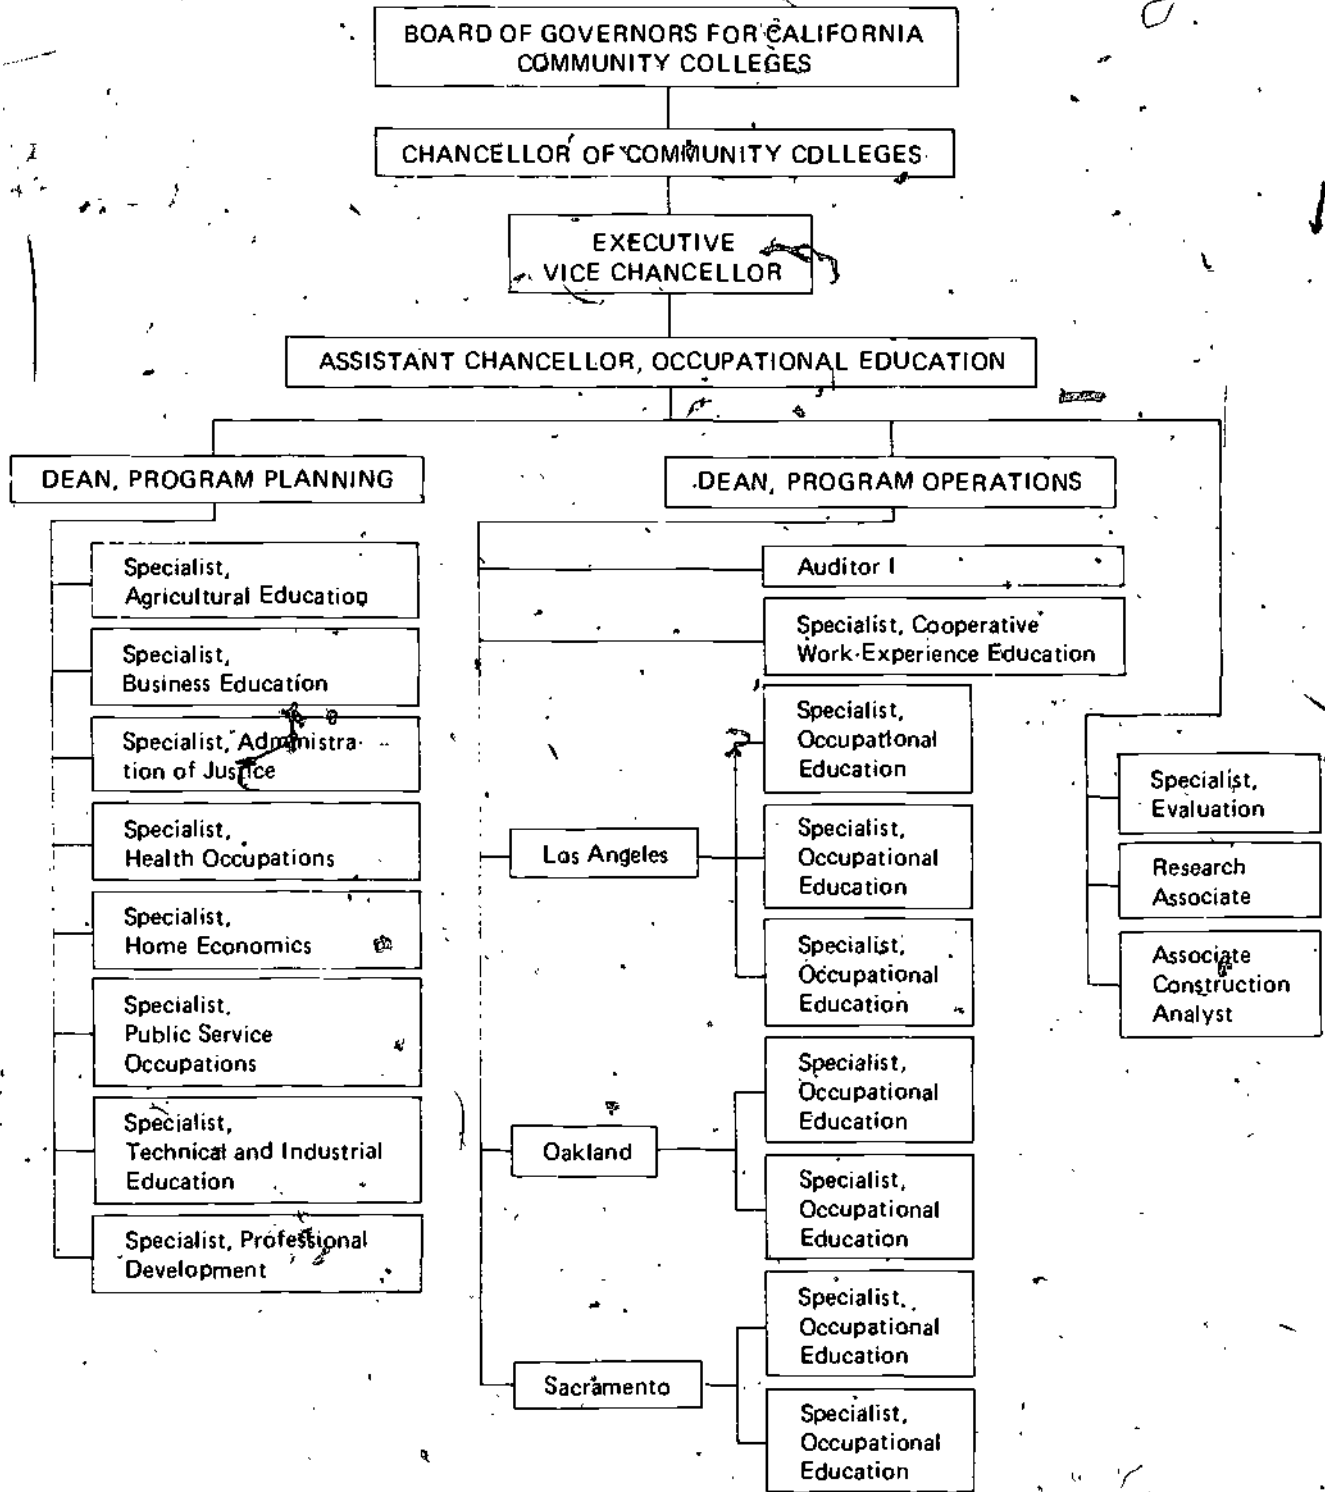 BOARD OF GOVERNORS FOR CALIFORNIA
COMMUNITY COLLEGES
CHANCELLOR OF COMMUNITY COLLEGES
EXECUTIVE
VICE CHANCELLOR
ASSISTANT CHANCELLOR, OCCUPATIONAL EDUCATION
DEAN, PROGRAM PLANNING
Specialist,
Agricultural Education
Specialist,
Business Education
Specialist, Administra-
tion of Justice
Specialist,
Health Occupations
Specialist,
Home Economics
Specialist,
Public Service
Occupations
Specialist,
Technical and Industrial
Education
Specialist, Professional
Development
DEAN, PROGRAM OPERATIONS
Auditor I
Specialist, Cooperative
Work-Experience Education
Los Angeles
Specialist,
Occupational
Education
Specialist,
Occupational
Education
Specialist,
Occupational
Education
Oakland
Specialist,
Occupational
Education
Specialist,
Occupational
Education
Sacramento
Specialist,
Occupational
Education
Specialist,
Occupational
Education
Specialist,
Evaluation
Research
Associate
Associate
Construction
Analyst